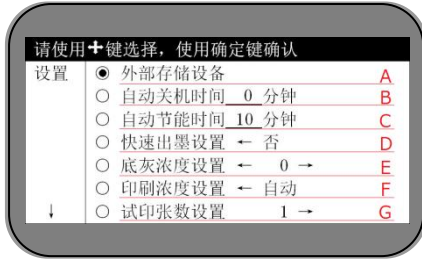 请使用✚键选择，使用确定键确认
设置 ◉ 外部存储设备 A
○ 自动关机时间 0 分钟 B
○ 自动节能时间 10 分钟 C
○ 快速出墨设置 ← 否 D
○ 底灰浓度设置 ← 0 → E
○ 印刷浓度设置 ← 自动 F
↓ ○ 试印张数设置 1 → G